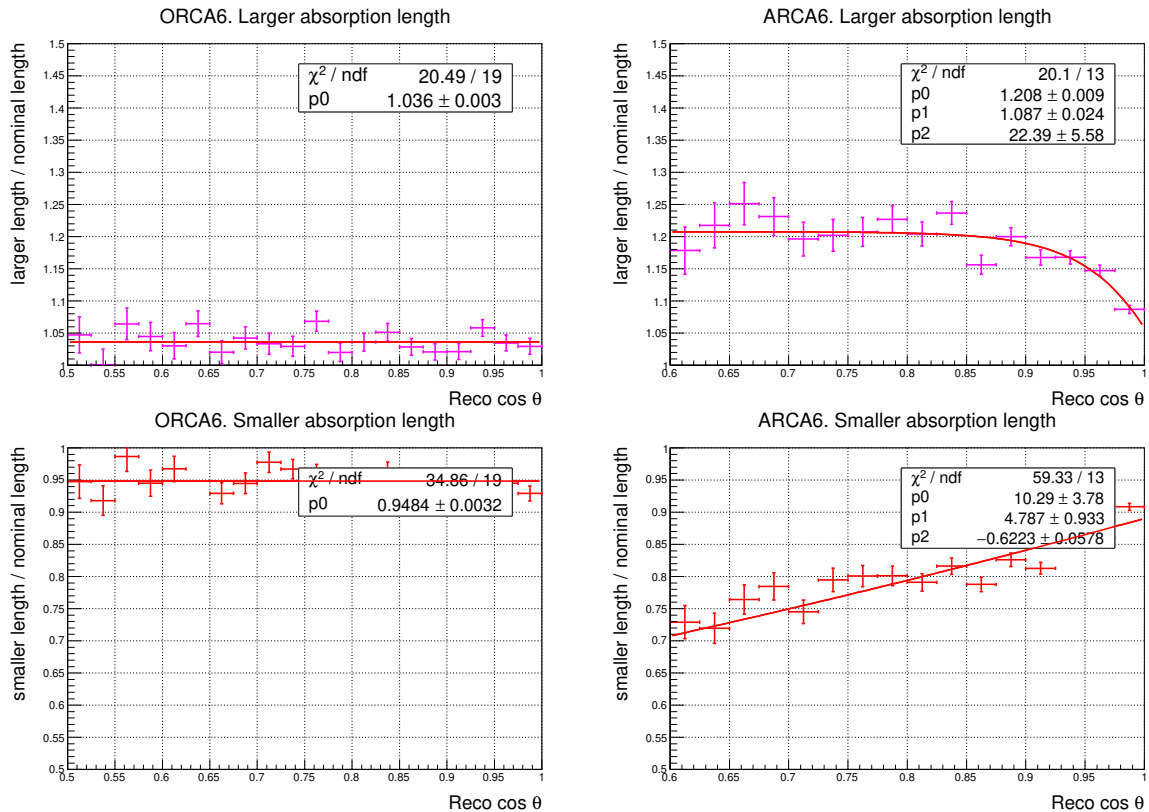 ORCA6. Larger absorption length
larger length / nominal length
1.5
1.45
1.4
1.35
1.3
1.25
1.2
1.15
1.1
1.05
1
χ² / ndf 20.49 / 19
p0 1.036 ± 0.003
0.5 0.55 0.6 0.65 0.7 0.75 0.8 0.85 0.9 0.95 1
Reco cos θ
ARCA6. Larger absorption length
larger length / nominal length
1.5
1.45
1.4
1.35
1.3
1.25
1.2
1.15
1.1
1.05
1
χ² / ndf 20.1 / 13
p0 1.208 ± 0.009
p1 1.087 ± 0.024
p2 22.39 ± 5.58
0.6 0.65 0.7 0.75 0.8 0.85 0.9 0.95 1
Reco cos θ
ORCA6. Smaller absorption length
smaller length / nominal length
1
0.95
0.9
0.85
0.8
0.75
0.7
0.65
0.6
0.55
0.5
χ² / ndf 34.86 / 19
p0 0.9484 ± 0.0032
0.5 0.55 0.6 0.65 0.7 0.75 0.8 0.85 0.9 0.95 1
Reco cos θ
ARCA6. Smaller absorption length
smaller length / nominal length
1
0.95
0.9
0.85
0.8
0.75
0.7
0.65
0.6
0.55
0.5
χ² / ndf 59.33 / 13
p0 10.29 ± 3.78
p1 4.787 ± 0.933
p2 −0.6223 ± 0.0578
0.6 0.65 0.7 0.75 0.8 0.85 0.9 0.95 1
Reco cos θ